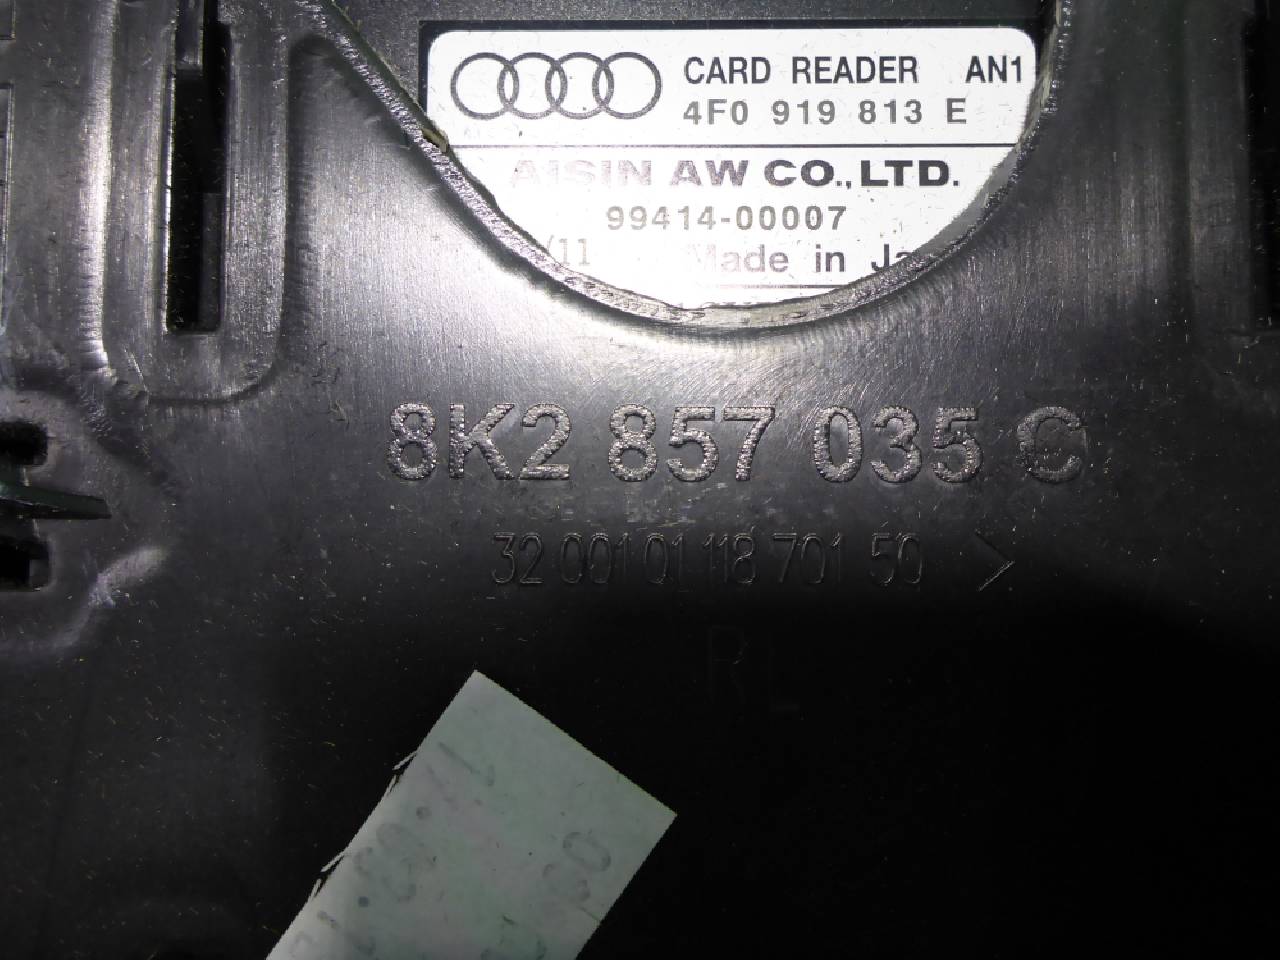 CARD READER AN1
4F0 919 813 E
AISIN AW CO.,LTD.
99414-00007
Made in
8K2 857 035 C
32 001 01 118 701 50 >
RL